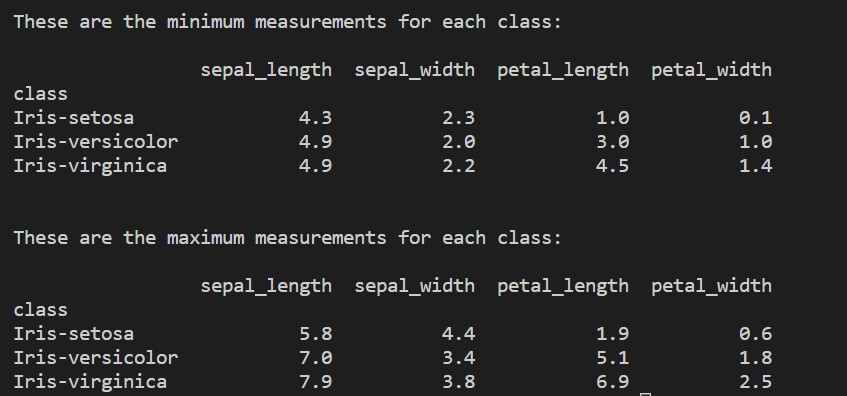 These are the minimum measurements for each class:
sepal_length sepal_width petal_length petal_width
class
Iris-setosa 4.3 2.3 1.0 0.1
Iris-versicolor 4.9 2.0 3.0 1.0
Iris-virginica 4.9 2.2 4.5 1.4
These are the maximum measurements for each class:
sepal_length sepal_width petal_length petal_width
class
Iris-setosa 5.8 4.4 1.9 0.6
Iris-versicolor 7.0 3.4 5.1 1.8
Iris-virginica 7.9 3.8 6.9 2.5